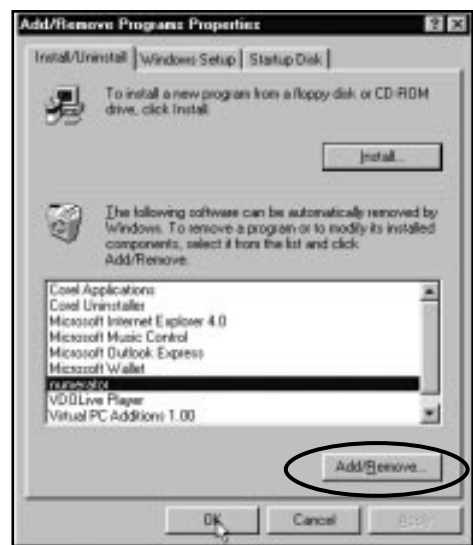 Add/Remove Programs Properties
Install/Uninstall Windows Setup Startup Disk
To install a new program from a floppy disk or CD-ROM
drive, click Install.
Install...
The following software can be automatically removed by
Windows. To remove a program or to modify its installed
components, select it from the list and click
Add/Remove.
Corel Applications
Corel Uninstaller
Microsoft Internet Explorer 4.0
Microsoft Music Control
Microsoft Outlook Express
Microsoft Wallet
numerator
VDOLive Player
Virtual PC Additions 1.00
Add/Remove...
OK Cancel Apply